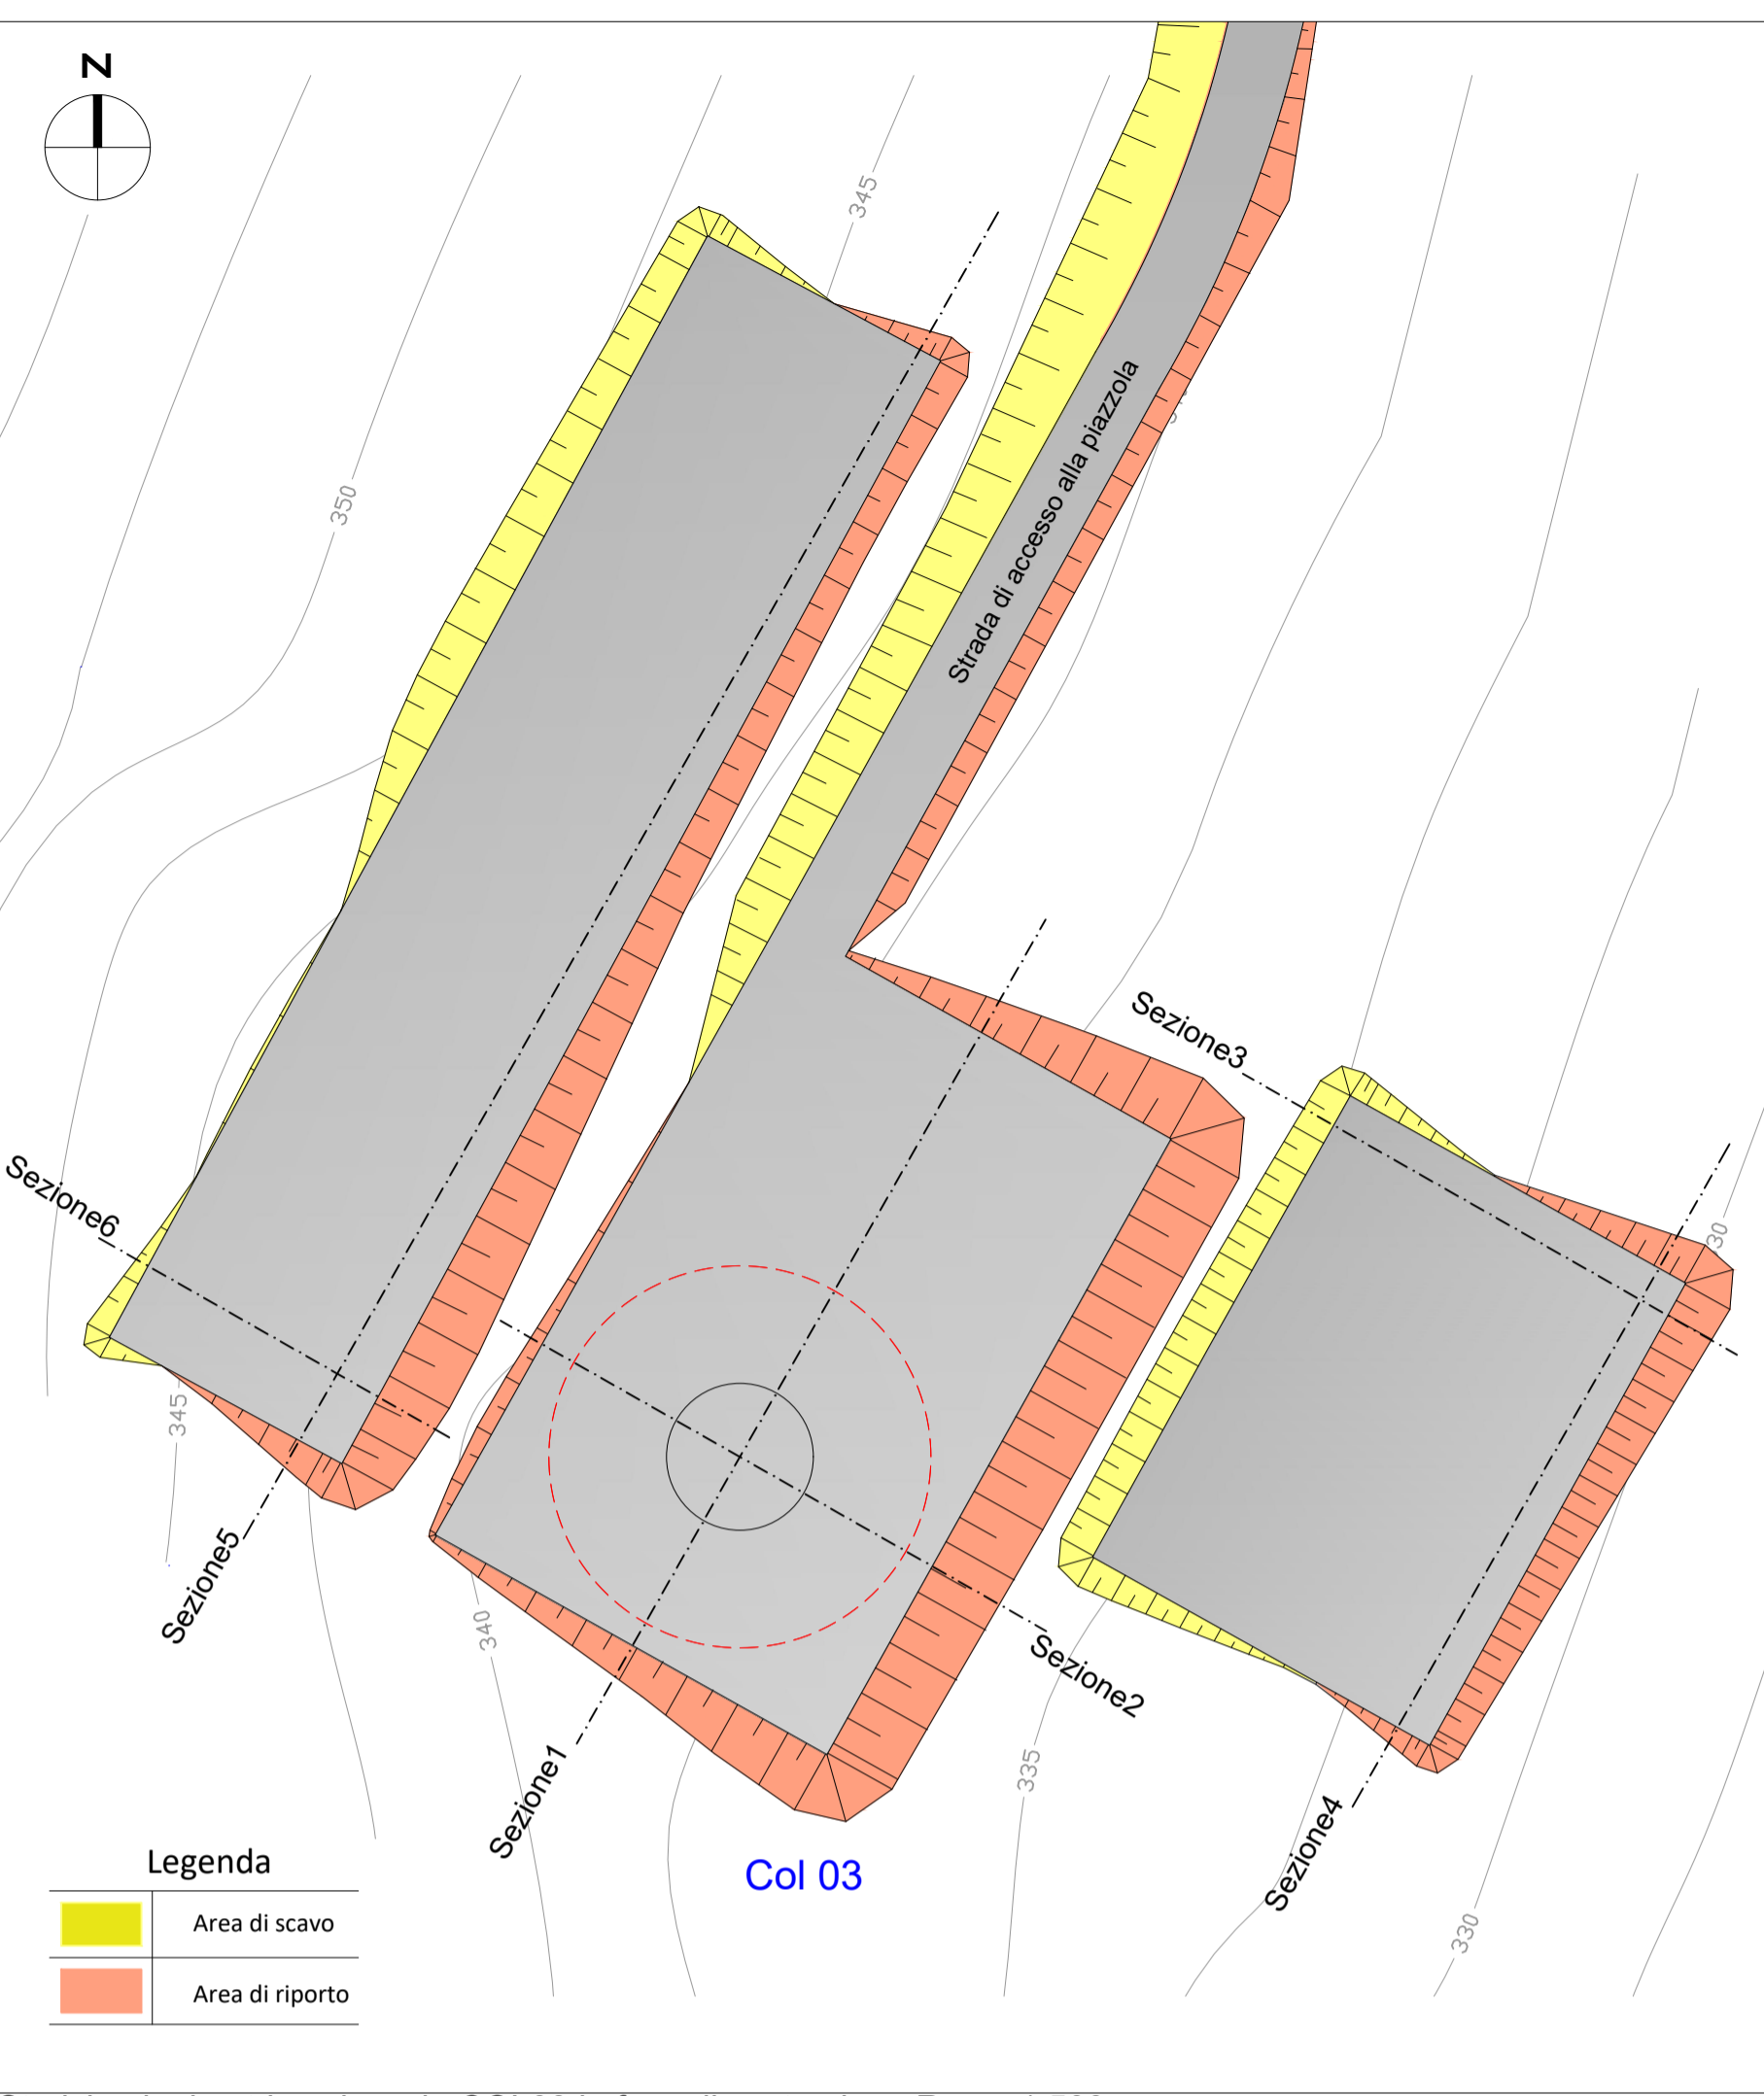 N
345
350
Strada di accesso alla piazzola
Sezione3
Sezione6
330
345
Sezione5
340
Sezione2
335
Sezione1
Sezione4
330
Col 03
Legenda
Area di scavo
Area di riporto